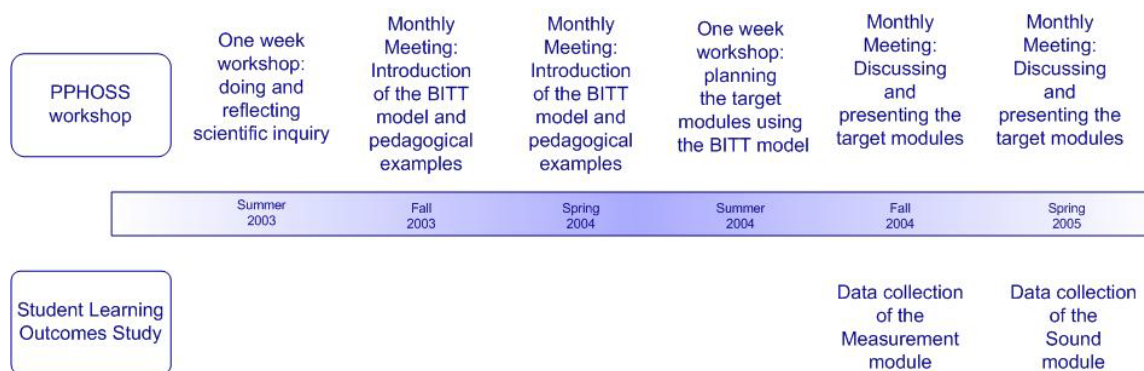 PPHOSS
workshop
One week
workshop:
doing and
reflecting
scientific inquiry
Monthly
Meeting:
Introduction
of the BITT
model and
pedagogical
examples
Monthly
Meeting:
Introduction
of the BITT
model and
pedagogical
examples
One week
workshop:
planning
the target
modules using
the BITT model
Monthly
Meeting:
Discussing
and
presenting the
target modules
Monthly
Meeting:
Discussing
and
presenting the
target modules
Summer
2003
Fall
2003
Spring
2004
Summer
2004
Fall
2004
Spring
2005
Student Learning
Outcomes Study
Data collection
of the
Measurement
module
Data collection
of the
Sound
module